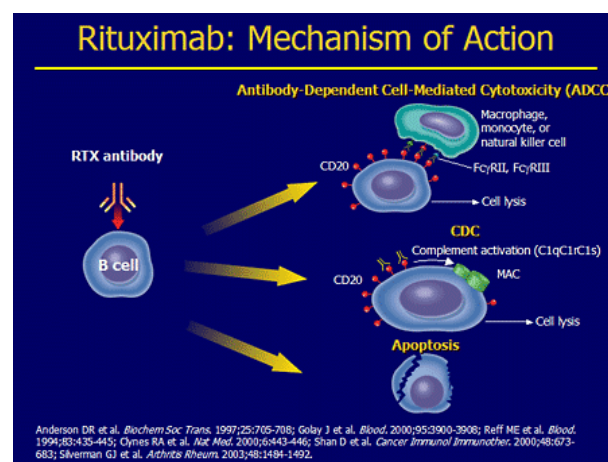 Rituximab: Mechanism of Action
Antibody-Dependent Cell-Mediated Cytotoxicity (ADCC
Macrophage,
monocyte, or
natural killer cell
RTX antibody
CD20
FcγRII, FcγRIII
Cell lysis
CDC
Complement activation (C1qC1rC1s)
B cell
CD20
MAC
Cell lysis
Apoptosis
Anderson DR et al. Biochem Soc Trans. 1997;25:705-708; Golay J et al. Blood. 2000;95:3900-3908; Reff ME et al. Blood.
1994;83:435-445; Clynes RA et al. Nat Med. 2000;6:443-446; Shan D et al. Cancer Immunol Immunother. 2000;48:673-
683; Silverman GJ et al. Arthritis Rheum. 2003;48:1484-1492.